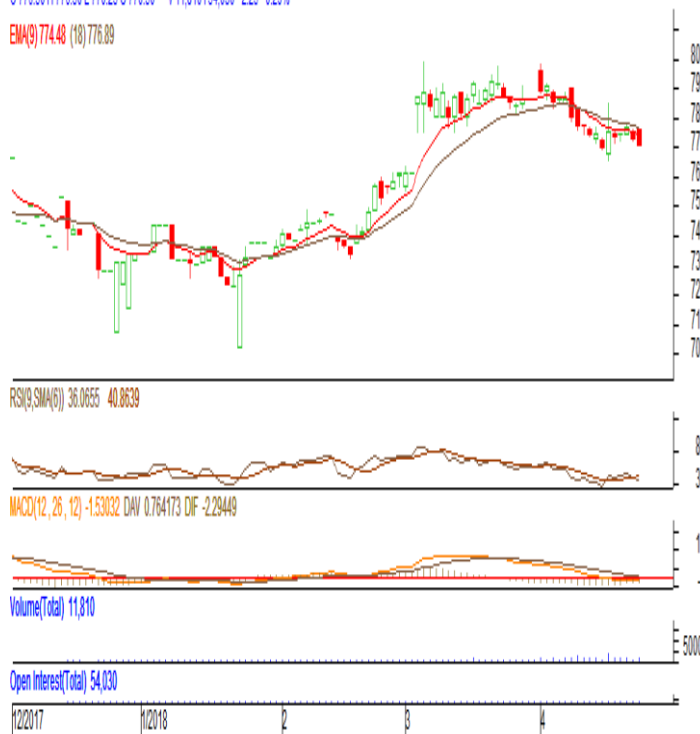 EMA(9) 774.48 (18) 776.89
80
79
78
77
76
75
74
73
72
71
70
RSI(9,SMA(6)) 36.0655 40.8639
8
3
MACD(12 , 26 , 12) -1.53032 DAV 0.764173 DIF -2.29449
1
-
Volume(Total) 11,810
5000
Open Interest(Total) 54,030
12/2017 1/2018 2 3 4